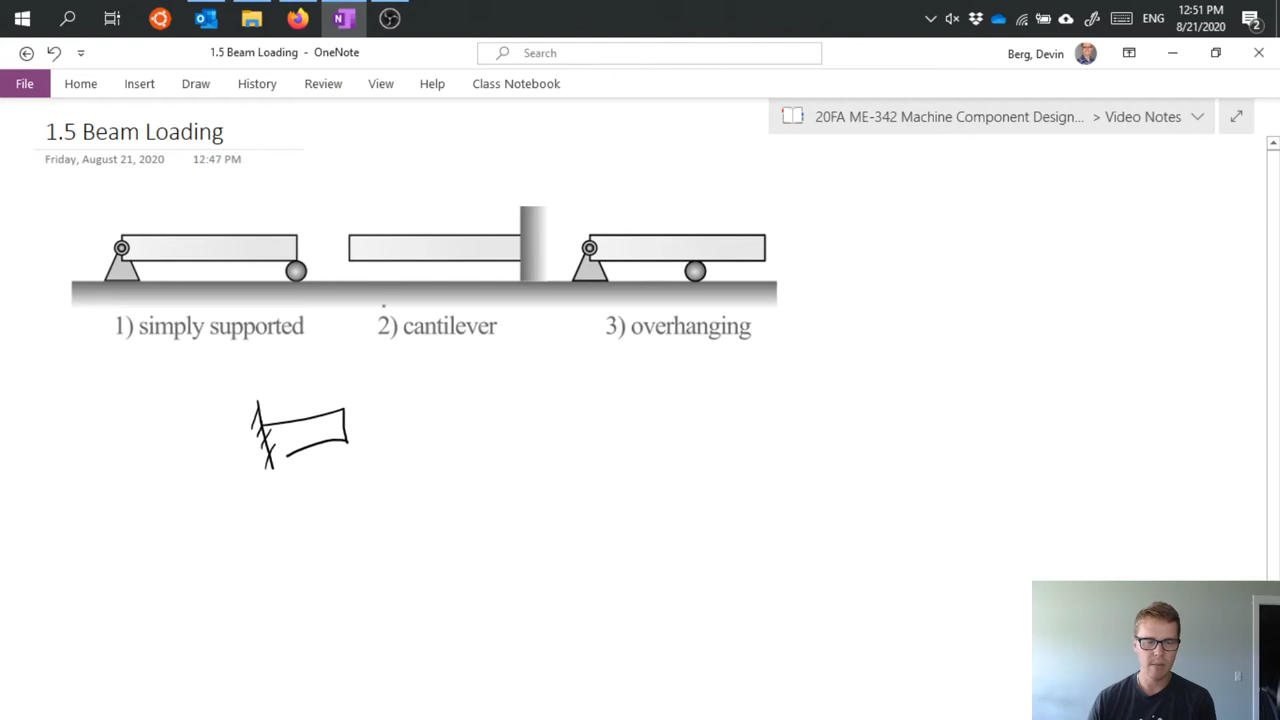 12:51 PM
ENG
8/21/2020
2
1.5 Beam Loading - OneNote
Search
Berg, Devin
File Home Insert Draw History Review View Help Class Notebook
1.5 Beam Loading
20FA ME-342 Machine Component Design... > Video Notes
Friday, August 21, 2020 12:47 PM
1) simply supported 2) cantilever 3) overhanging